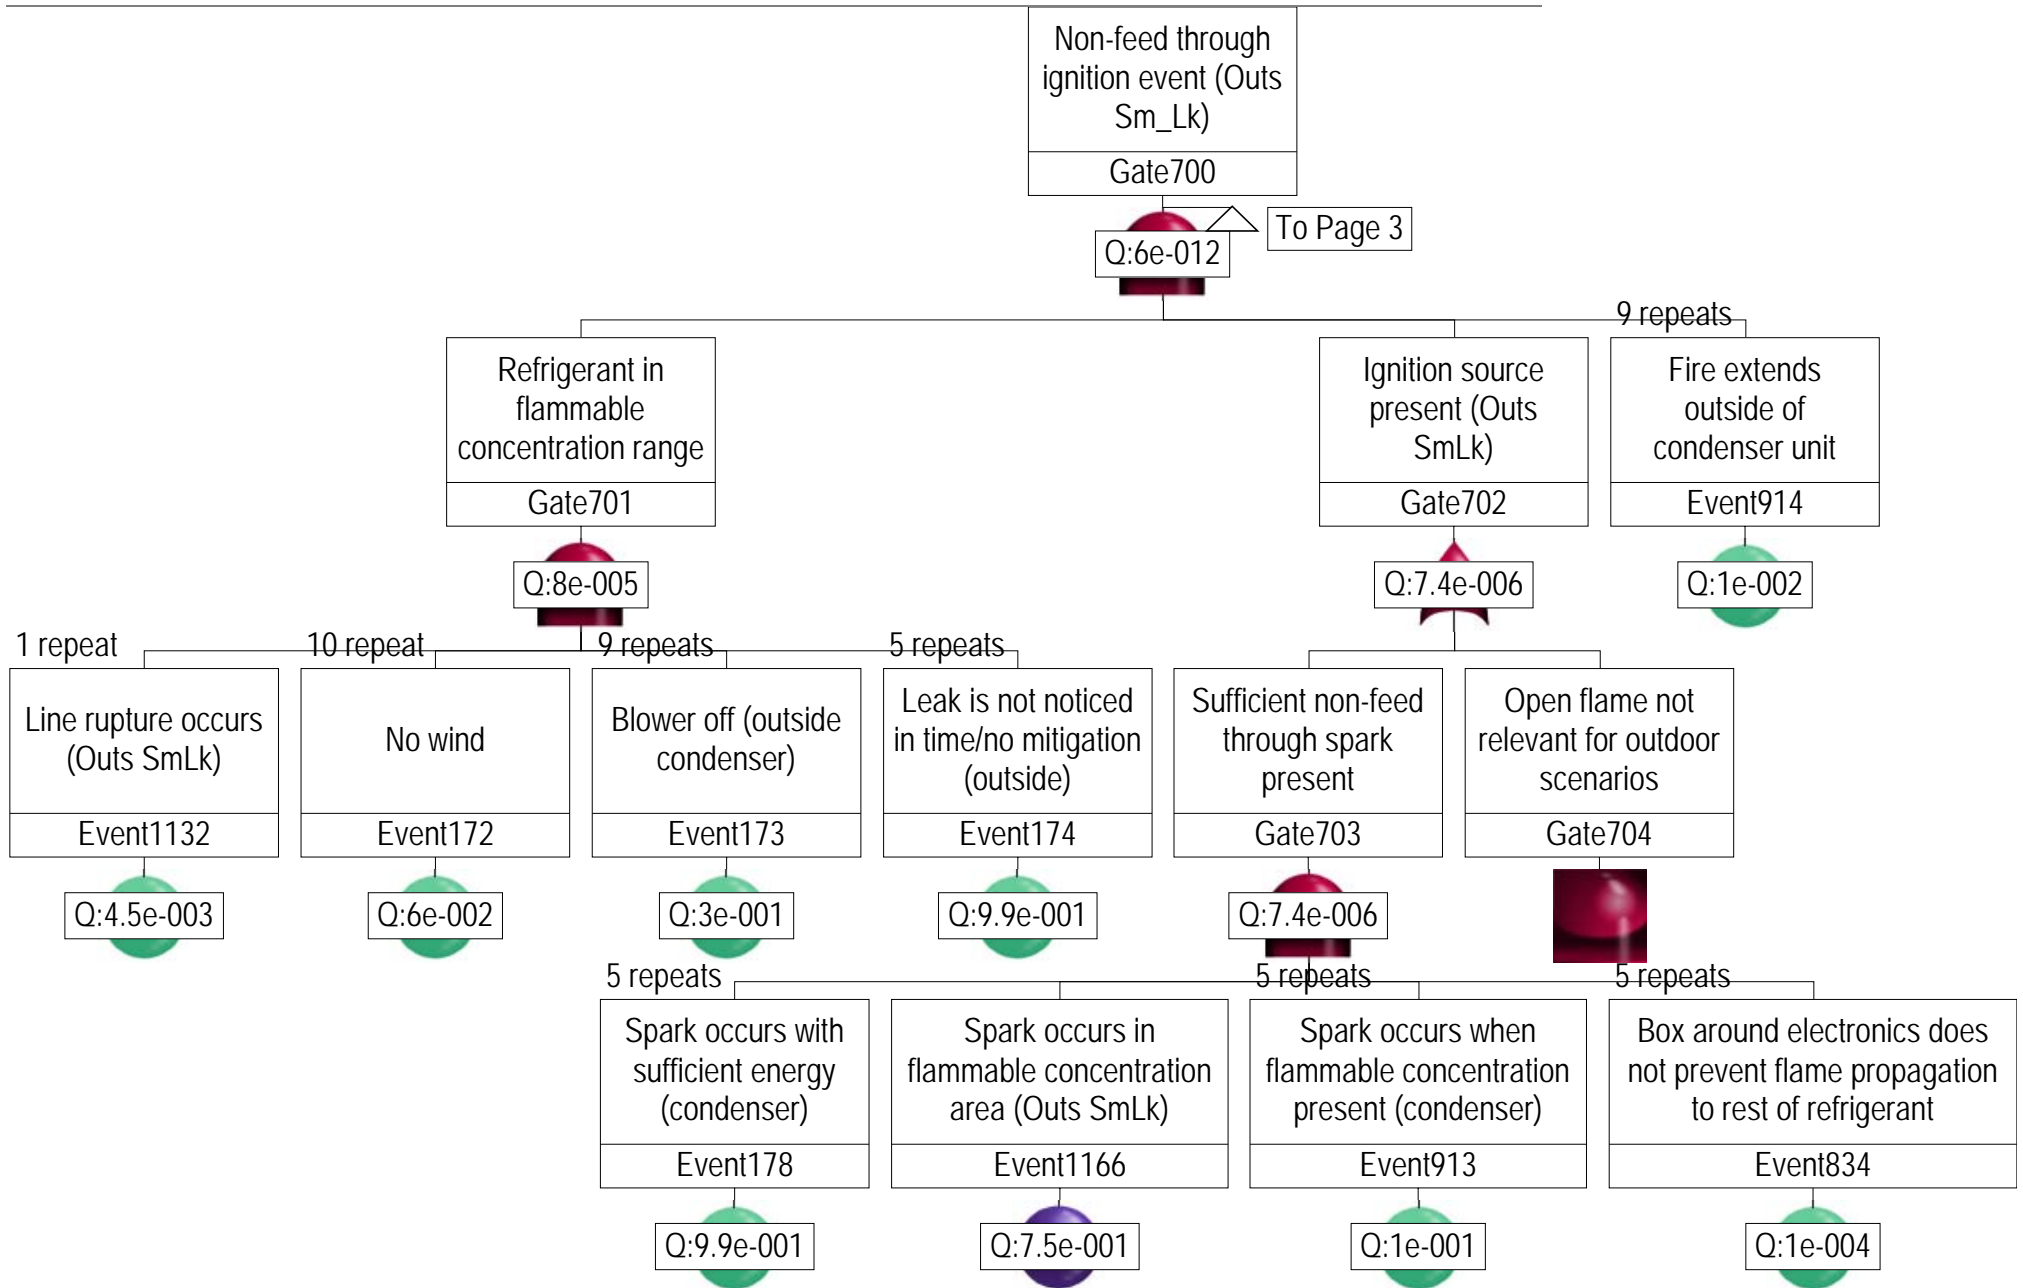 Non-feed through
ignition event (Outs
Sm_Lk)
Gate700
To Page 3
Q:6e-012
9 repeats
Refrigerant in
flammable
concentration range
Gate701
Q:8e-005
Ignition source
present (Outs
SmLk)
Gate702
Q:7.4e-006
Fire extends
outside of
condenser unit
Event914
Q:1e-002
1 repeat
Line rupture occurs
(Outs SmLk)
Event1132
Q:4.5e-003
10 repeat
No wind
Event172
Q:6e-002
9 repeats
Blower off (outside
condenser)
Event173
Q:3e-001
5 repeats
Leak is not noticed
in time/no mitigation
(outside)
Event174
Q:9.9e-001
Sufficient non-feed
through spark
present
Gate703
Q:7.4e-006
Open flame not
relevant for outdoor
scenarios
Gate704
5 repeats
Spark occurs with
sufficient energy
(condenser)
Event178
Q:9.9e-001
Spark occurs in
flammable concentration
area (Outs SmLk)
Event1166
Q:7.5e-001
5 repeats
Spark occurs when
flammable concentration
present (condenser)
Event913
Q:1e-001
5 repeats
Box around electronics does
not prevent flame propagation
to rest of refrigerant
Event834
Q:1e-004